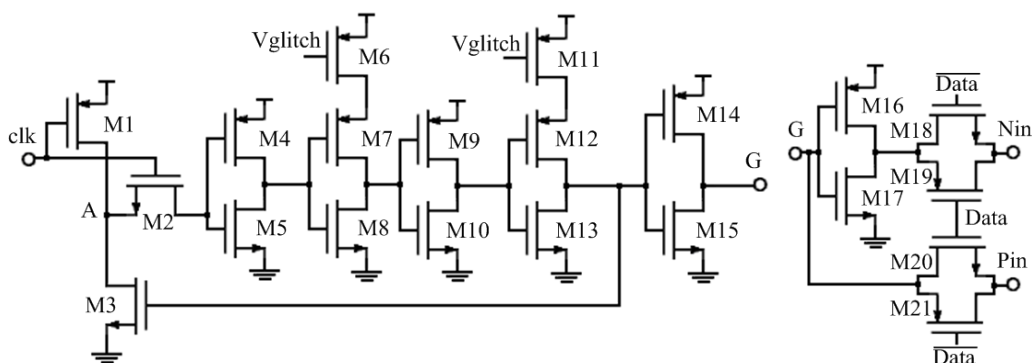 Vglitch
M6
Vglitch
M11
clk
M1
M4
M7
M9
M12
M14
G
A
M2
M5
M8
M10
M13
M15
M3
G
M16
M17
M18
M19
Data
Nin
Data
M20
M21
Pin
Data